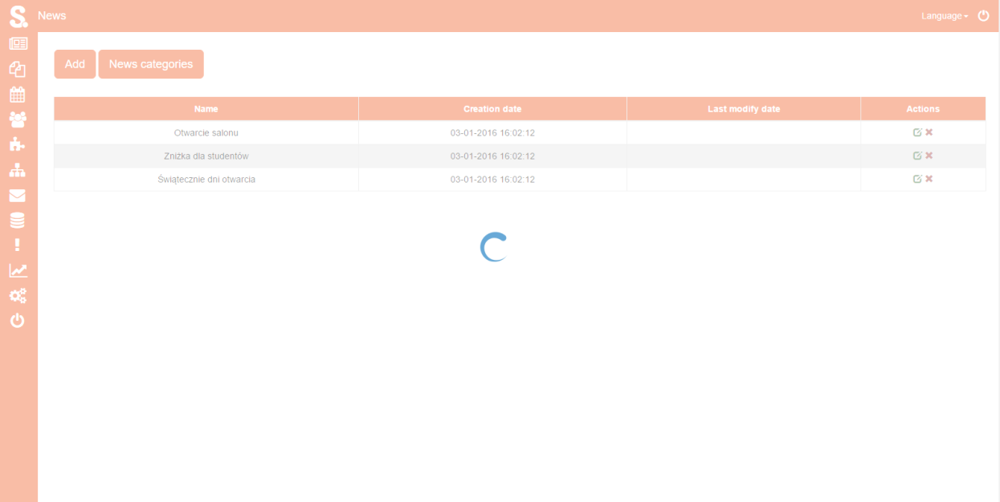 S. News Language
Add News categories
Name Creation date Last modify date Actions
Otwarcie salonu 03-01-2016 16:02:12
Zniżka dla studentów 03-01-2016 16:02:12
Świątecznie dni otwarcia 03-01-2016 16:02:12